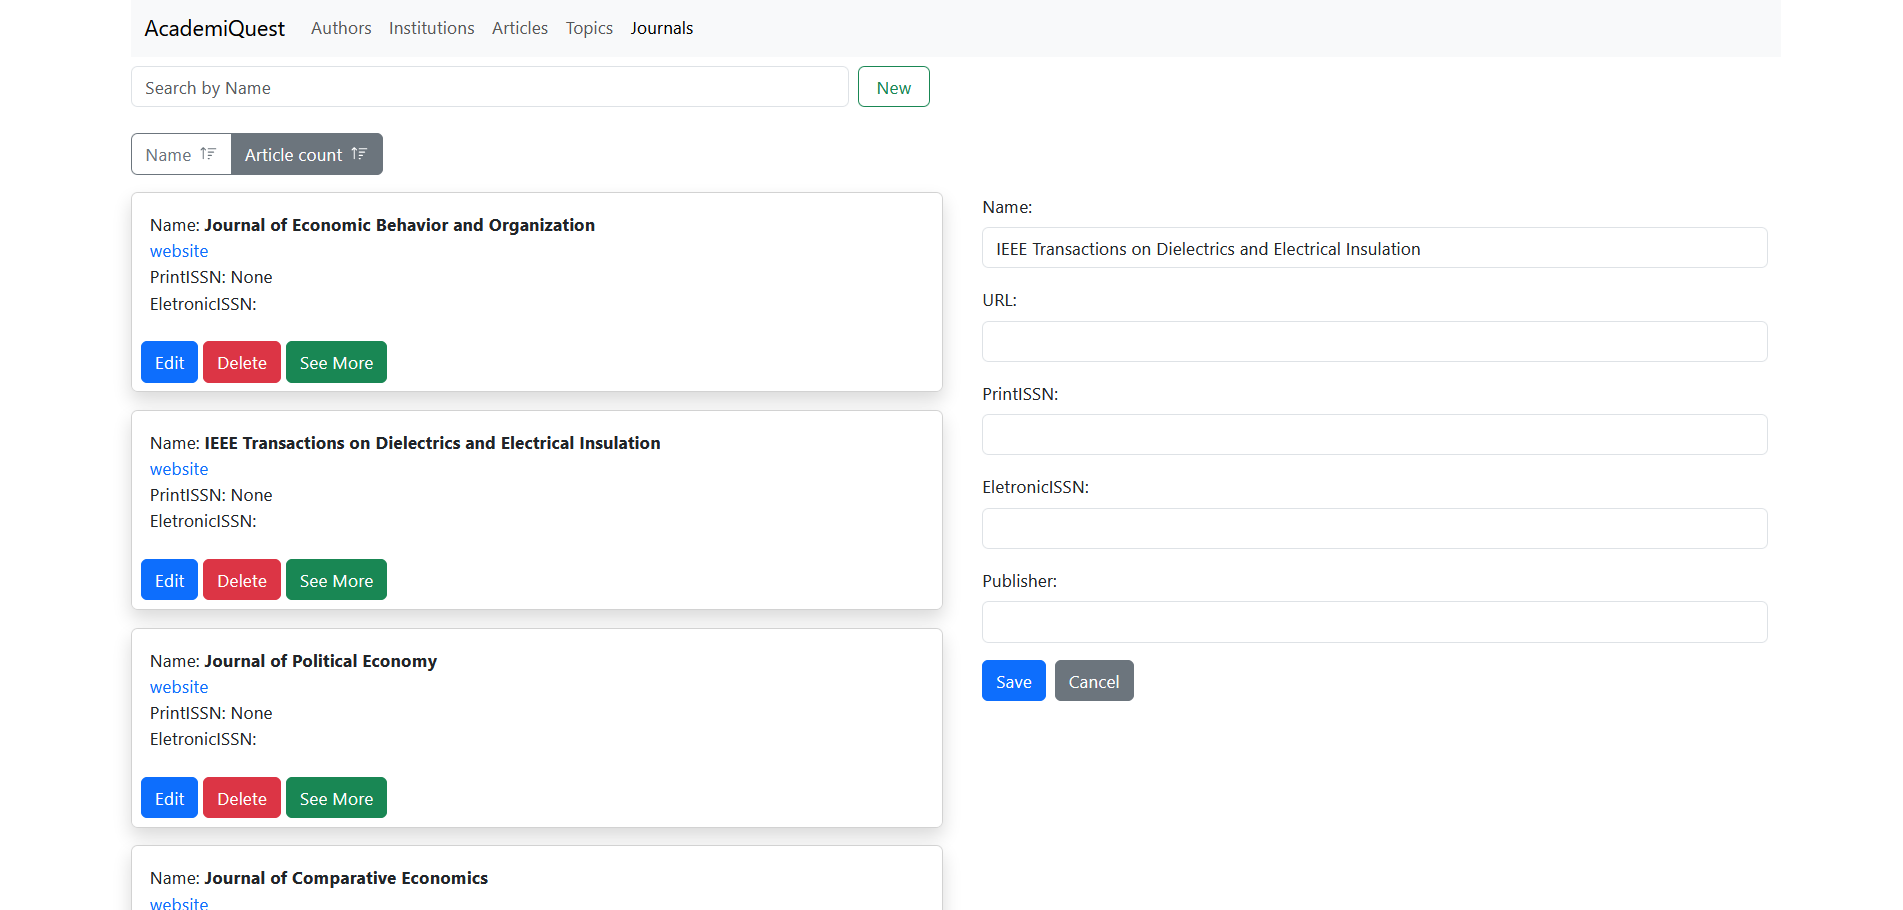 AcademiQuest Authors Institutions Articles Topics Journals
Search by Name New
Name Article count
Name: Journal of Economic Behavior and Organization
website
PrintISSN: None
EletronicISSN:
Edit Delete See More
Name: IEEE Transactions on Dielectrics and Electrical Insulation
website
PrintISSN: None
EletronicISSN:
Edit Delete See More
Name: Journal of Political Economy
website
PrintISSN: None
EletronicISSN:
Edit Delete See More
Name: Journal of Comparative Economics
website
Name:
IEEE Transactions on Dielectrics and Electrical Insulation
URL:
PrintISSN:
EletronicISSN:
Publisher:
Save Cancel